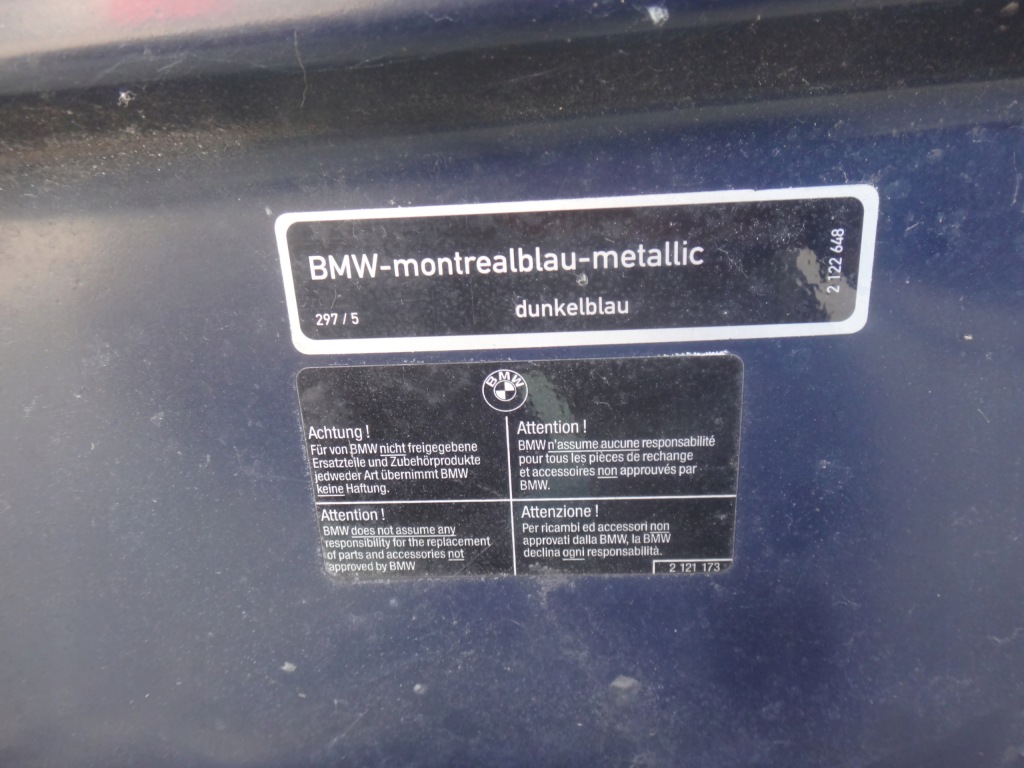 BMW-montrealblau-metallic
dunkelblau
297 / 5
2 122 648
BMW
Achtung !
Für von BMW nicht freigegebene
Ersatzteile und Zubehörprodukte
jedweder Art übernimmt BMW
keine Haftung.
Attention !
BMW n'assume aucune responsabilité
pour tous les pièces de rechange
et accessoires non approuvés par
BMW.
Attention !
BMW does not assume any
responsibility for the replacement
of parts and accessories not
approved by BMW
Attenzione !
Per ricambi ed accessori non
approvati dalla BMW, la BMW
declina ogni responsabilità.
2 121 173